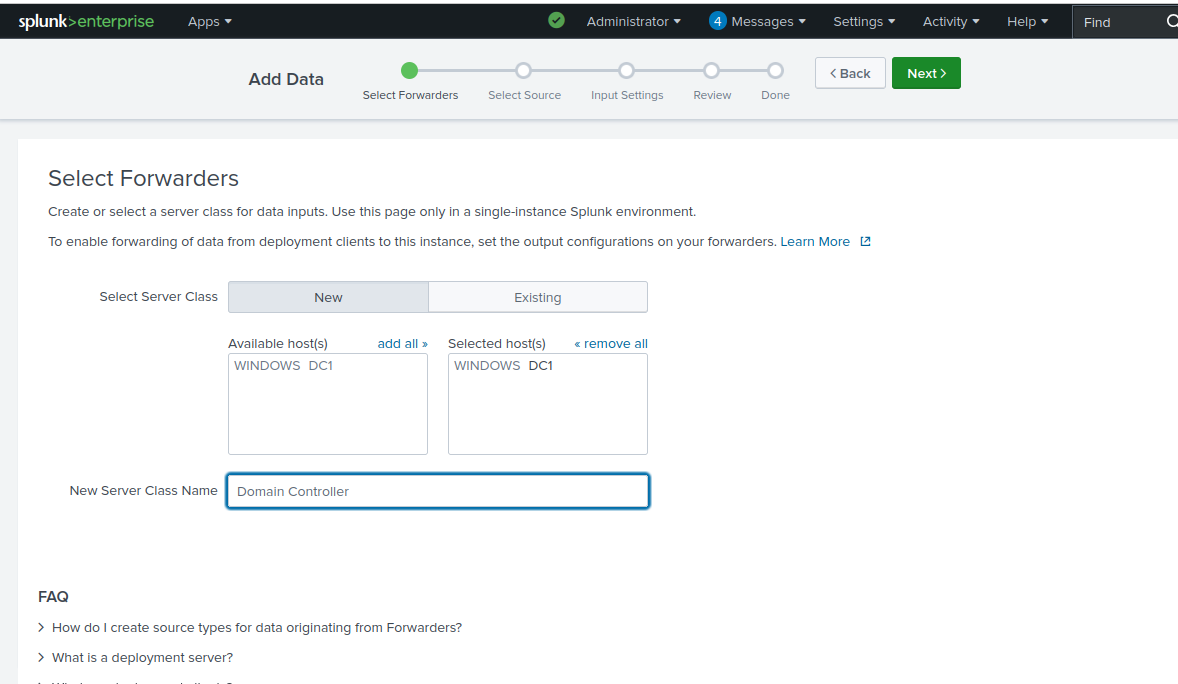 splunk>enterprise Apps Administrator 4 Messages Settings Activity Help Find
Add Data
Select Forwarders Select Source Input Settings Review Done
Back Next
Select Forwarders
Create or select a server class for data inputs. Use this page only in a single-instance Splunk environment.
To enable forwarding of data from deployment clients to this instance, set the output configurations on your forwarders. Learn More
Select Server Class New Existing
Available host(s) add all » Selected host(s) « remove all
WINDOWS DC1 WINDOWS DC1
New Server Class Name Domain Controller
FAQ
How do I create source types for data originating from Forwarders?
What is a deployment server?